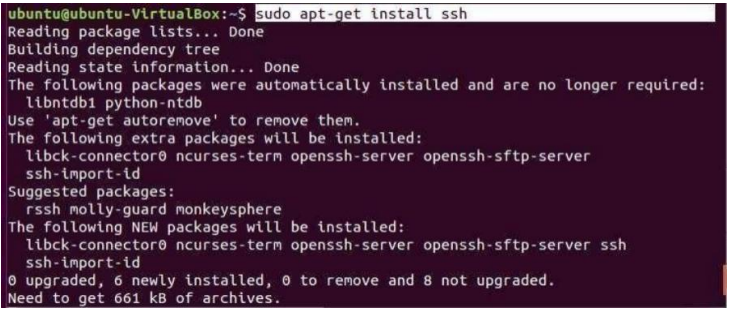 ubuntu@ubuntu-VirtualBox:~$ sudo apt-get install ssh
Reading package lists... Done
Building dependency tree
Reading state information... Done
The following packages were automatically installed and are no longer required:
  libntdb1 python-ntdb
Use 'apt-get autoremove' to remove them.
The following extra packages will be installed:
  libck-connector0 ncurses-term openssh-server openssh-sftp-server
  ssh-import-id
Suggested packages:
  rssh molly-guard monkeysphere
The following NEW packages will be installed:
  libck-connector0 ncurses-term openssh-server openssh-sftp-server ssh
  ssh-import-id
0 upgraded, 6 newly installed, 0 to remove and 8 not upgraded.
Need to get 661 kB of archives.